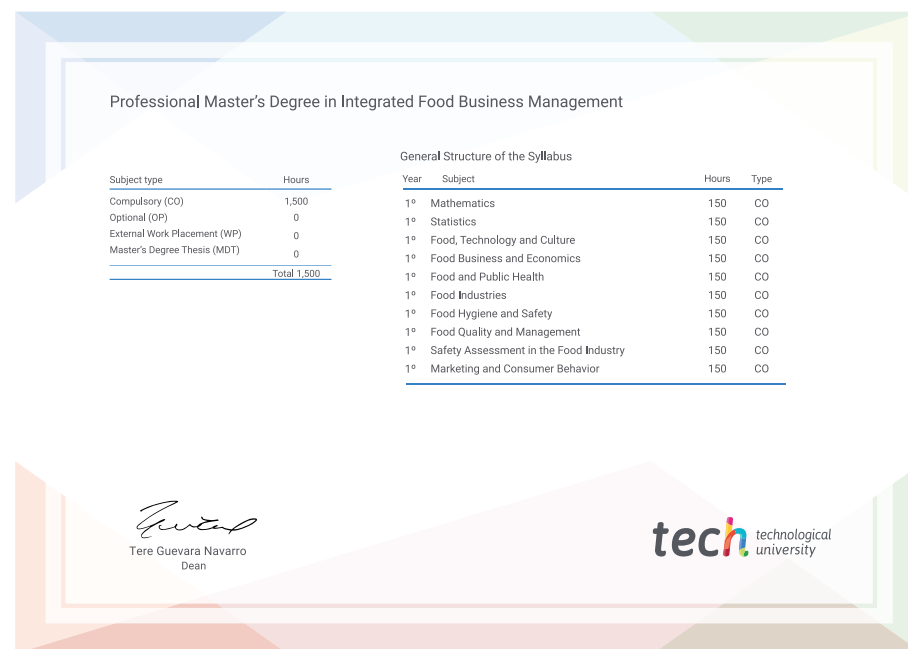 Professional Master's Degree in Integrated Food Business Management
Subject type Hours
Compulsory (CO) 1,500
Optional (OP) 0
External Work Placement (WP) 0
Master's Degree Thesis (MDT) 0
Total 1,500
General Structure of the Syllabus
Year Subject Hours Type
1º Mathematics 150 CO
1º Statistics 150 CO
1º Food, Technology and Culture 150 CO
1º Food Business and Economics 150 CO
1º Food and Public Health 150 CO
1º Food Industries 150 CO
1º Food Hygiene and Safety 150 CO
1º Food Quality and Management 150 CO
1º Safety Assessment in the Food Industry 150 CO
1º Marketing and Consumer Behavior 150 CO
Tere Guevara Navarro
Dean
tech technological
university